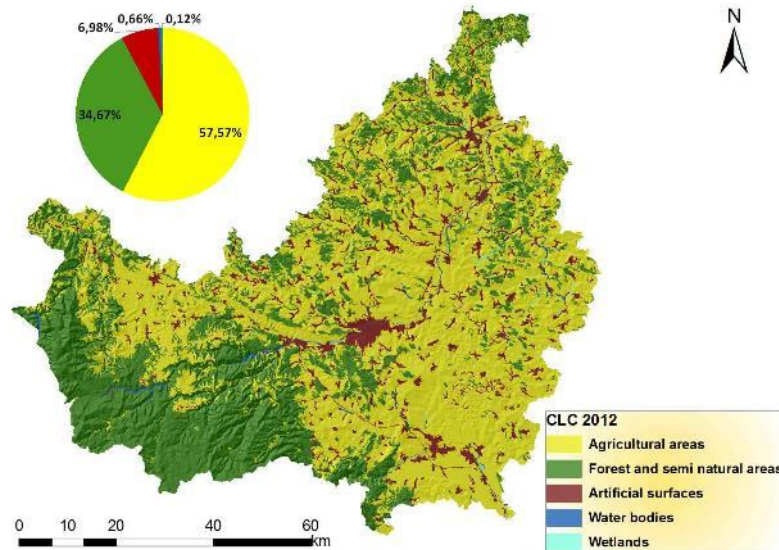 0,66%
0,12%
6,98%
34,67%
57,57%
N
CLC 2012
Agricultural areas
Forest and semi natural areas
Artificial surfaces
Water bodies
Wetlands
0 10 20 40 60
km